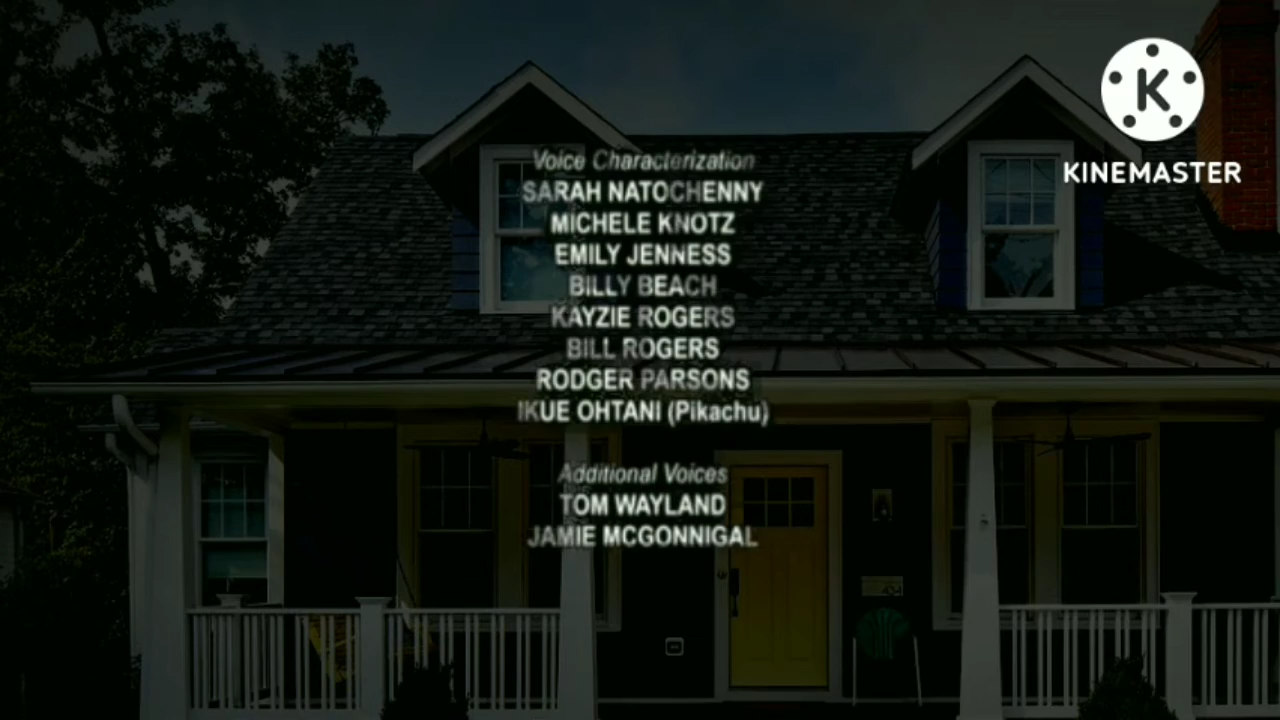 Voice Characterization
SARAH NATOCHENNY
MICHELE KNOTZ
EMILY JENNESS
BILLY BEACH
KAYZIE ROGERS
BILL ROGERS
RODGER PARSONS
IKUE OHTANI (Pikachu)
Additional Voices
TOM WAYLAND
JAMIE MCGONNIGAL
K
KINEMASTER